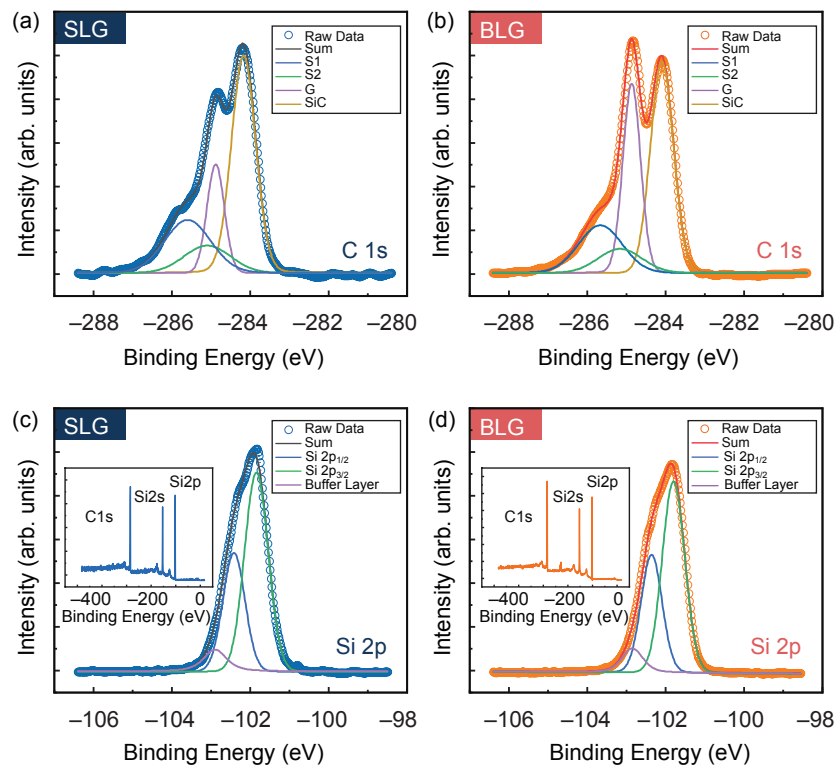 (a) SLG
Raw Data
Sum
S1
S2
G
SiC
C 1s
Intensity (arb. units)
−288 −286 −284 −282 −280
Binding Energy (eV)
(b) BLG
Raw Data
Sum
S1
S2
G
SiC
C 1s
Intensity (arb. units)
−288 −286 −284 −282 −280
Binding Energy (eV)
(c) SLG
Raw Data
Sum
Si 2p1/2
Si 2p3/2
Buffer Layer
Si2p
Si2s
C1s
−400 −200 0
Binding Energy (eV)
Si 2p
Intensity (arb. units)
−106 −104 −102 −100 −98
Binding Energy (eV)
(d) BLG
Raw Data
Sum
Si 2p1/2
Si 2p3/2
Buffer Layer
Si2p
Si2s
C1s
−400 −200 0
Binding Energy (eV)
Si 2p
Intensity (arb. units)
−106 −104 −102 −100 −98
Binding Energy (eV)